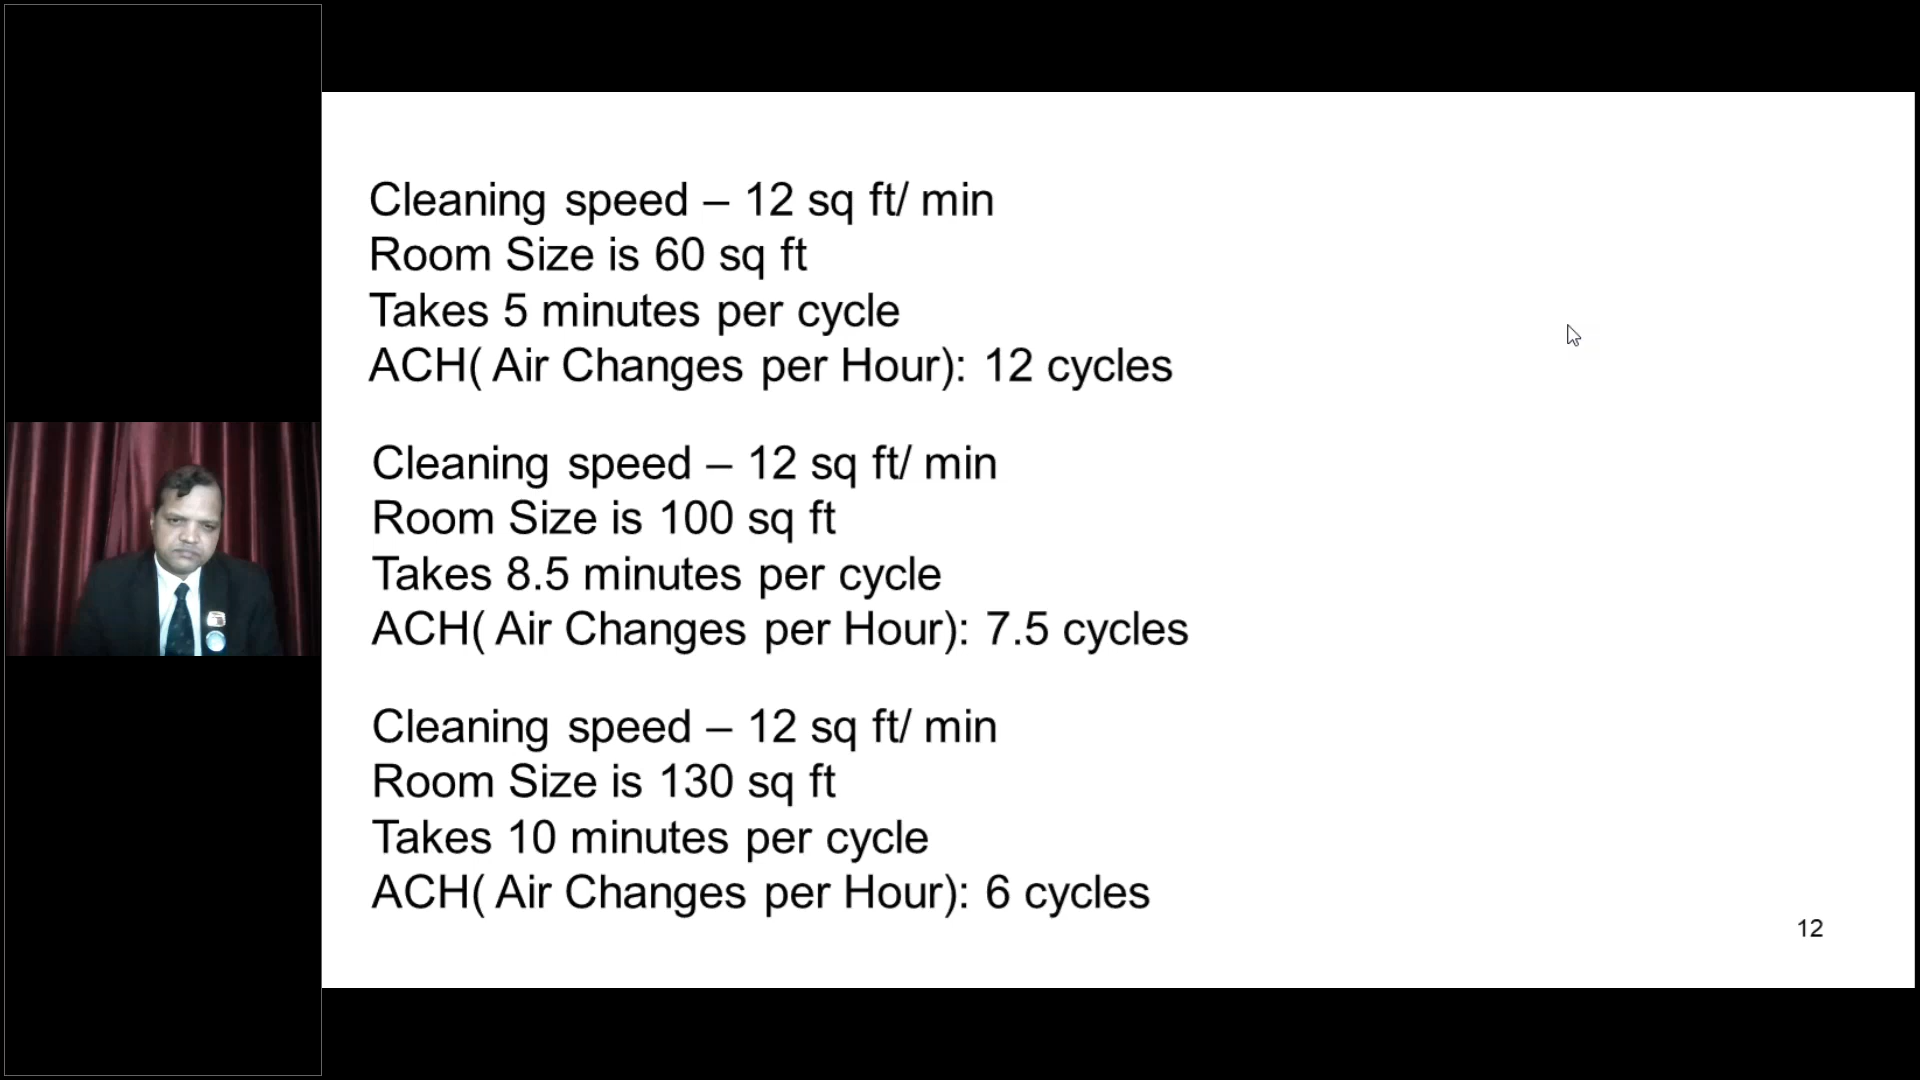 Cleaning speed – 12 sq ft/ min
Room Size is 60 sq ft
Takes 5 minutes per cycle
ACH( Air Changes per Hour): 12 cycles
Cleaning speed – 12 sq ft/ min
Room Size is 100 sq ft
Takes 8.5 minutes per cycle
ACH( Air Changes per Hour): 7.5 cycles
Cleaning speed – 12 sq ft/ min
Room Size is 130 sq ft
Takes 10 minutes per cycle
ACH( Air Changes per Hour): 6 cycles
12